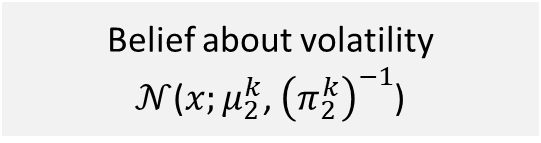 Belief about volatility
𝒩(x; μ₂ᵏ, (π₂ᵏ)⁻¹)